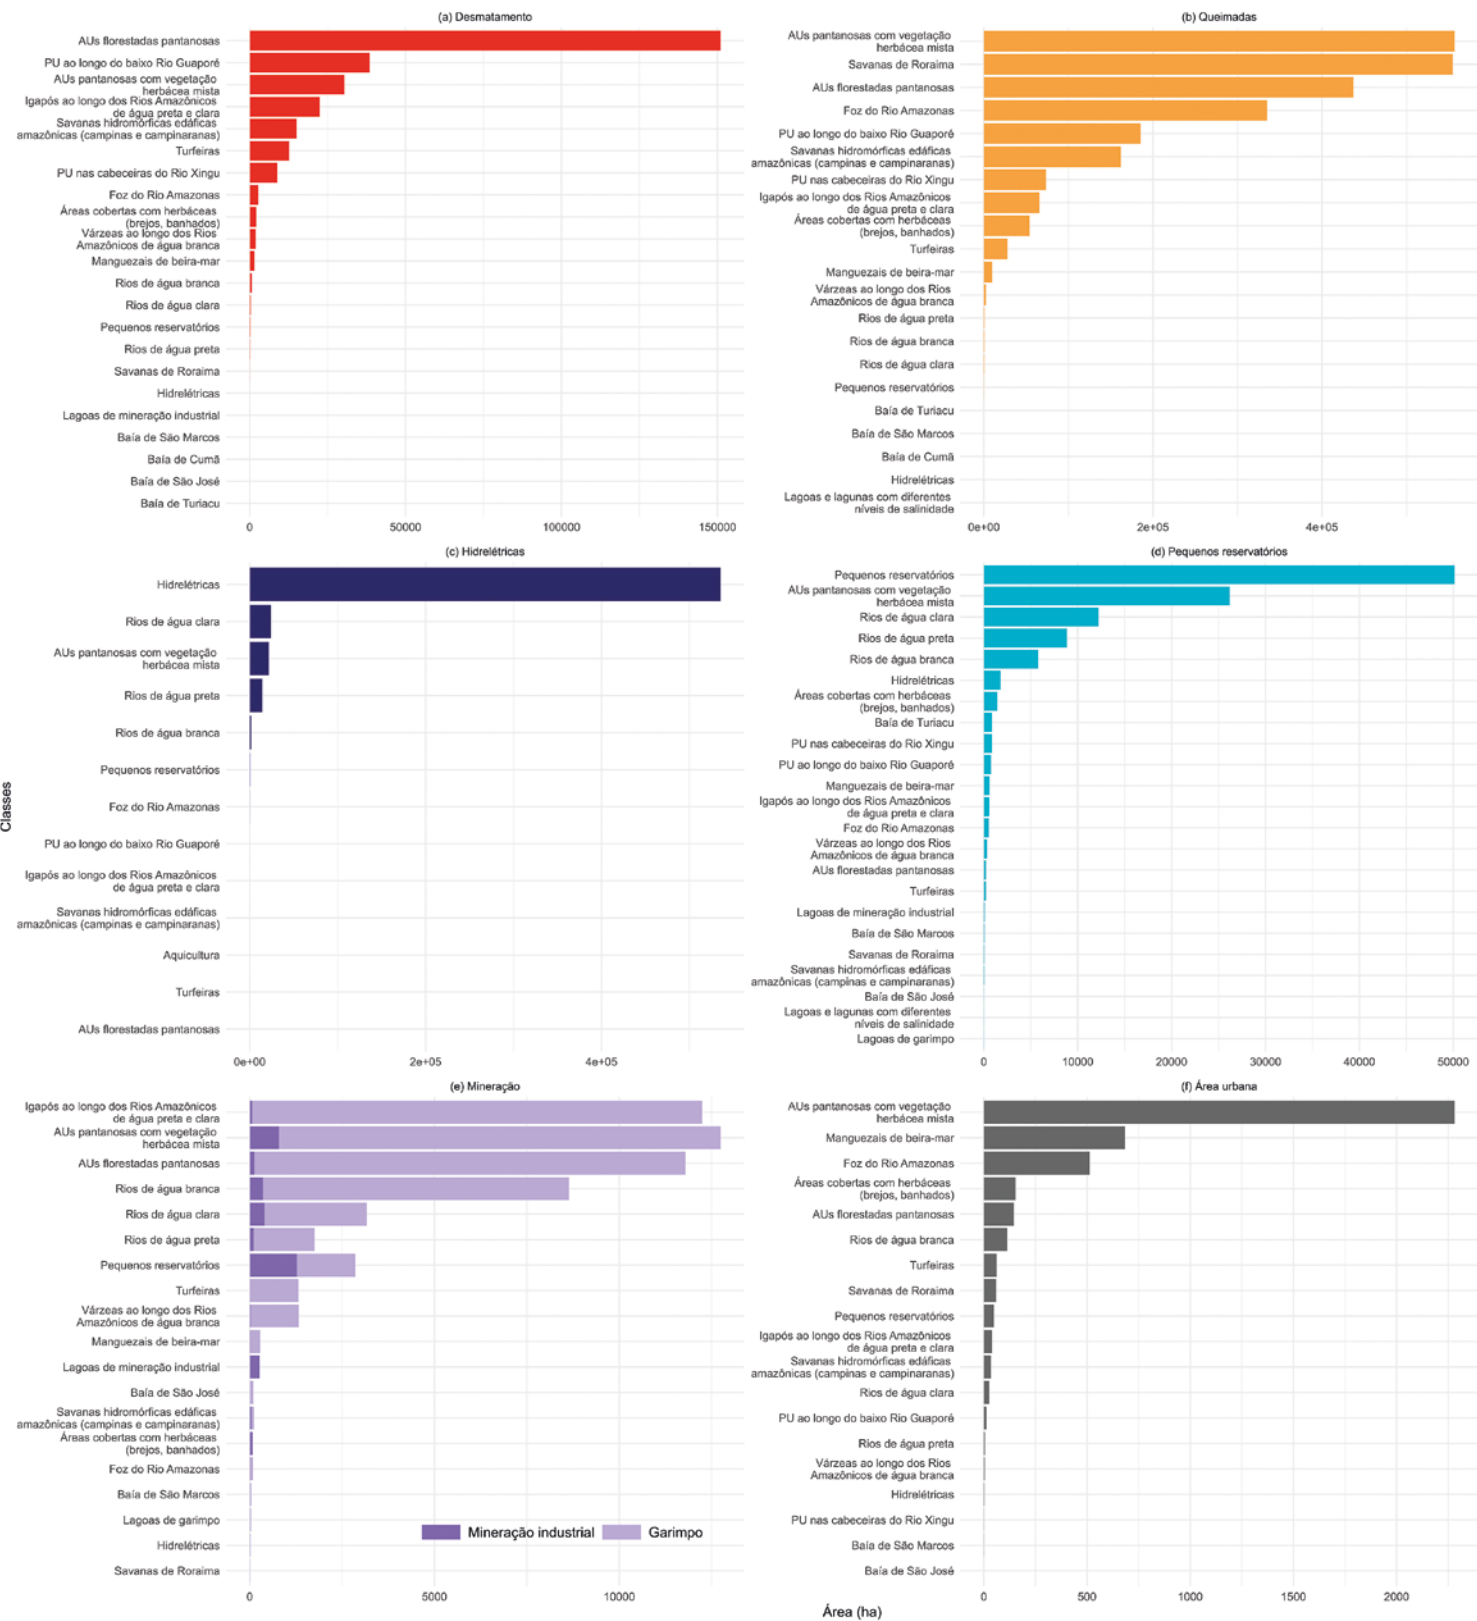 (a) Desmatamento
AUs florestadas pantanosas
PU ao longo do baixo Rio Guaporé
AUs pantanosas com vegetação
herbácea mista
Igapós ao longo dos Rios Amazônicos
de água preta e clara
Savanas hidromórficas edáficas
amazônicas (campinas e campinaranas)
Turfeiras
PU nas cabeceiras do Rio Xingu
Foz do Rio Amazonas
Áreas cobertas com herbáceas
(brejos, banhados)
Várzeas ao longo dos Rios
Amazônicos de água branca
Manguezais de beira-mar
Rios de água branca
Rios de água clara
Pequenos reservatórios
Rios de água preta
Savanas de Roraima
Hidrelétricas
Lagoas de mineração industrial
Baía de São Marcos
Baía de Cumã
Baía de São José
Baía de Turiacu
0 50000 100000 150000
(b) Queimadas
AUs pantanosas com vegetação
herbácea mista
Savanas de Roraima
AUs florestadas pantanosas
Foz do Rio Amazonas
PU ao longo do baixo Rio Guaporé
Savanas hidromórficas edáficas
amazônicas (campinas e campinaranas)
PU nas cabeceiras do Rio Xingu
Igapós ao longo dos Rios Amazônicos
de água preta e clara
Áreas cobertas com herbáceas
(brejos, banhados)
Turfeiras
Manguezais de beira-mar
Várzeas ao longo dos Rios
Amazônicos de água branca
Rios de água preta
Rios de água branca
Rios de água clara
Pequenos reservatórios
Baía de Turiacu
Baía de São Marcos
Baía de Cumã
Hidrelétricas
Lagoas e lagunas com diferentes
níveis de salinidade
0e+00 2e+05 4e+05
(c) Hidrelétricas
Hidrelétricas
Rios de água clara
AUs pantanosas com vegetação
herbácea mista
Rios de água preta
Rios de água branca
Pequenos reservatórios
Foz do Rio Amazonas
PU ao longo do baixo Rio Guaporé
Igapós ao longo dos Rios Amazônicos
de água preta e clara
Savanas hidromórficas edáficas
amazônicas (campinas e campinaranas)
Aquicultura
Turfeiras
AUs florestadas pantanosas
0e+00 2e+05 4e+05
(d) Pequenos reservatórios
Pequenos reservatórios
AUs pantanosas com vegetação
herbácea mista
Rios de água clara
Rios de água preta
Rios de água branca
Hidrelétricas
Áreas cobertas com herbáceas
(brejos, banhados)
Baía de Turiacu
PU nas cabeceiras do Rio Xingu
PU ao longo do baixo Rio Guaporé
Manguezais de beira-mar
Igapós ao longo dos Rios Amazônicos
de água preta e clara
Foz do Rio Amazonas
Várzeas ao longo dos Rios
Amazônicos de água branca
AUs florestadas pantanosas
Turfeiras
Lagoas de mineração industrial
Baía de São Marcos
Savanas de Roraima
Savanas hidromórficas edáficas
amazônicas (campinas e campinaranas)
Baía de São José
Lagoas e lagunas com diferentes
níveis de salinidade
Lagoas de garimpo
0 10000 20000 30000 40000 50000
Classes
(e) Mineração
Igapós ao longo dos Rios Amazônicos
de água preta e clara
AUs pantanosas com vegetação
herbácea mista
AUs florestadas pantanosas
Rios de água branca
Rios de água clara
Rios de água preta
Pequenos reservatórios
Turfeiras
Várzeas ao longo dos Rios
Amazônicos de água branca
Manguezais de beira-mar
Lagoas de mineração industrial
Baía de São José
Savanas hidromórficas edáficas
amazônicas (campinas e campinaranas)
Áreas cobertas com herbáceas
(brejos, banhados)
Foz do Rio Amazonas
Baía de São Marcos
Lagoas de garimpo
Hidrelétricas
Savanas de Roraima
Mineração industrial Garimpo
0 5000 10000
(f) Área urbana
AUs pantanosas com vegetação
herbácea mista
Manguezais de beira-mar
Foz do Rio Amazonas
Áreas cobertas com herbáceas
(brejos, banhados)
AUs florestadas pantanosas
Rios de água branca
Turfeiras
Savanas de Roraima
Pequenos reservatórios
Igapós ao longo dos Rios Amazônicos
de água preta e clara
Savanas hidromórficas edáficas
amazônicas (campinas e campinaranas)
Rios de água clara
PU ao longo do baixo Rio Guaporé
Rios de água preta
Várzeas ao longo dos Rios
Amazônicos de água branca
Hidrelétricas
PU nas cabeceiras do Rio Xingu
Baía de São Marcos
Baía de São José
0 500 1000 1500 2000
Área (ha)